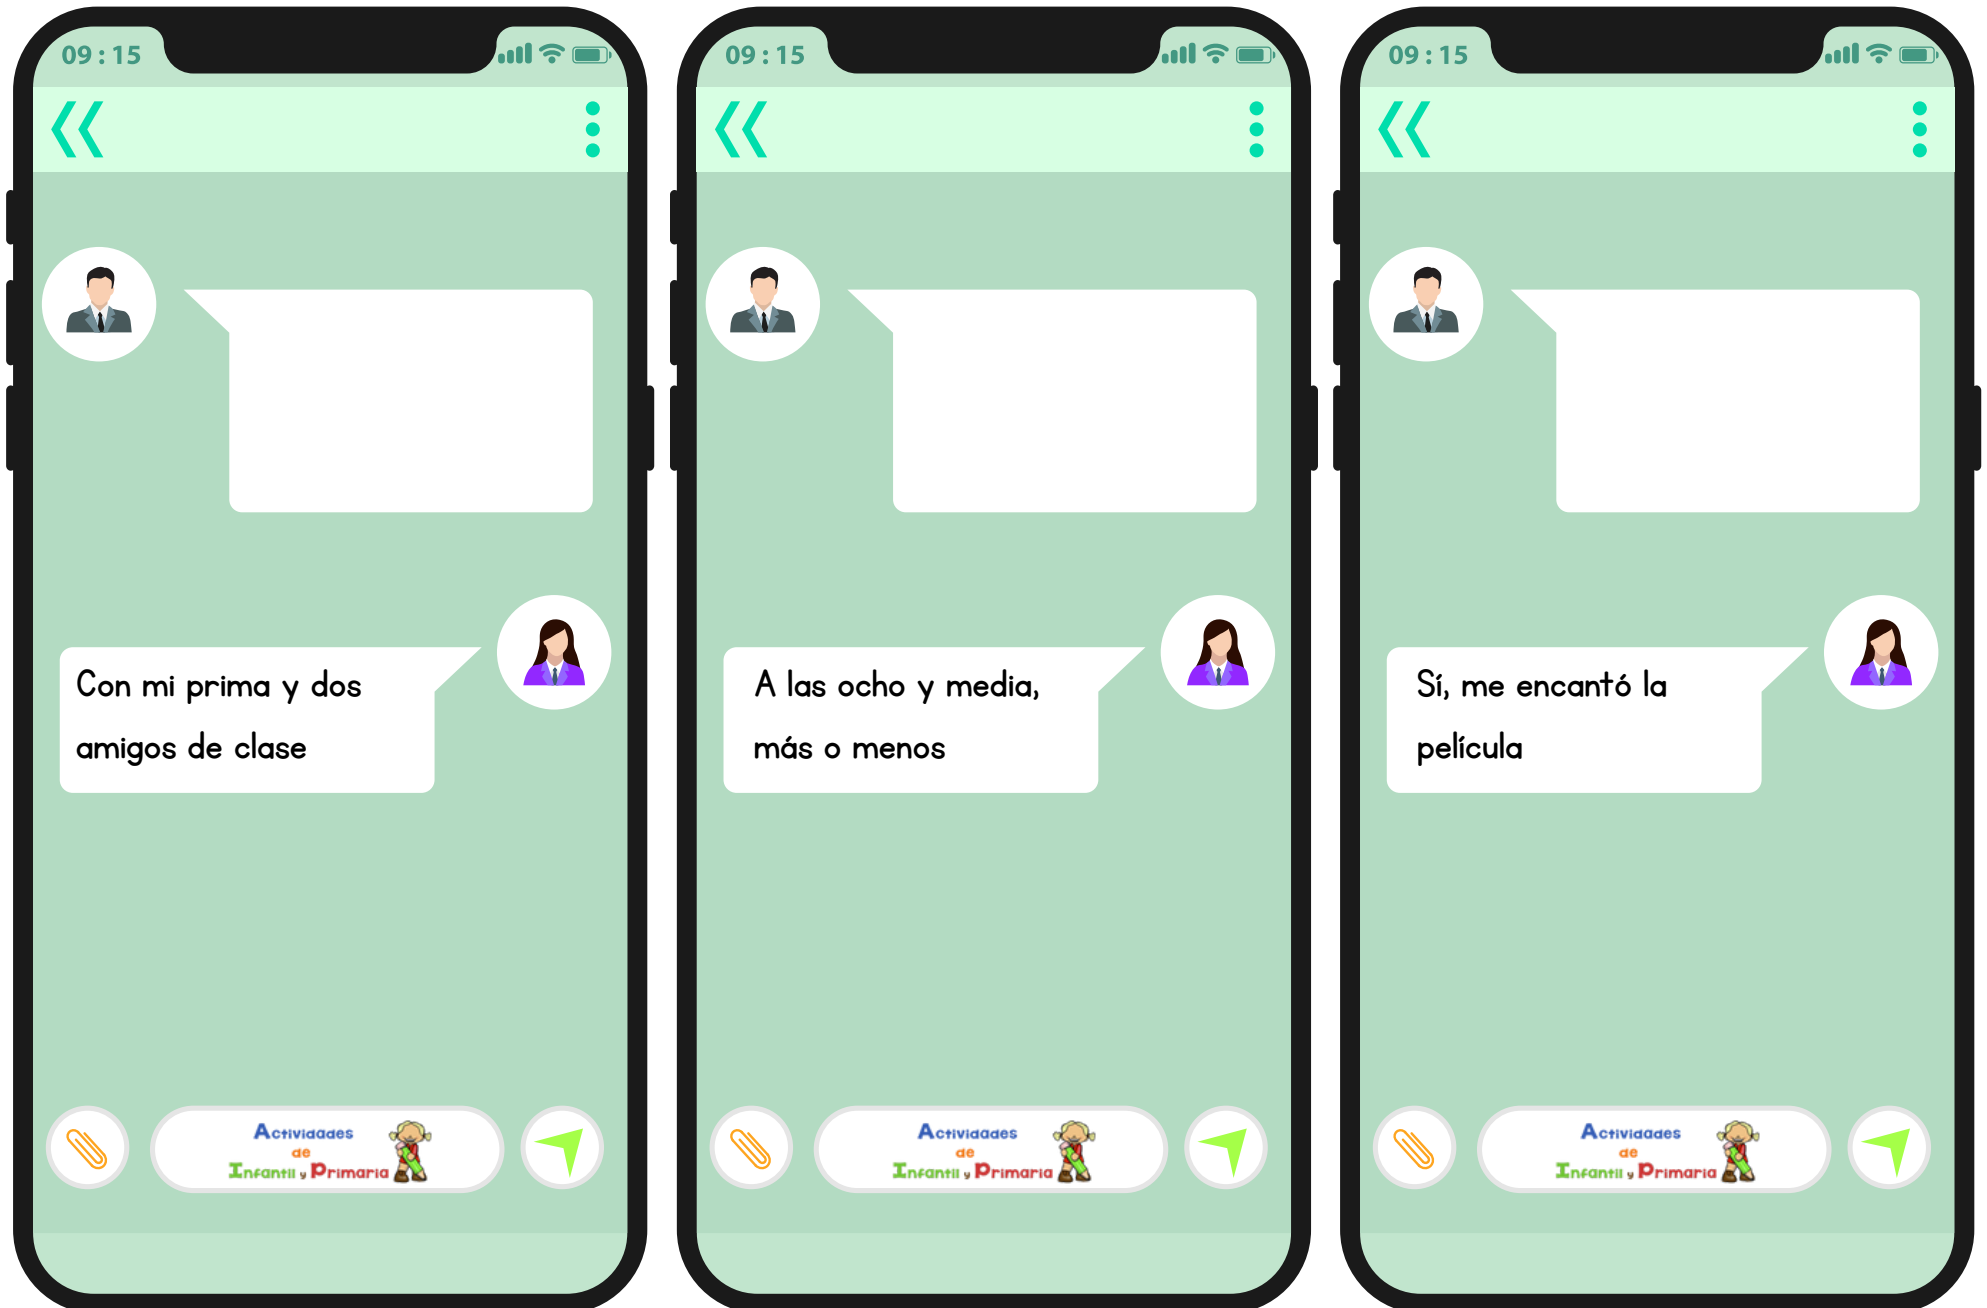 09:15
Con mi prima y dos
amigos de clase
Actividades
de
Infantil y Primaria
09:15
A las ocho y media,
más o menos
Actividades
de
Infantil y Primaria
09:15
Sí, me encantó la
película
Actividades
de
Infantil y Primaria